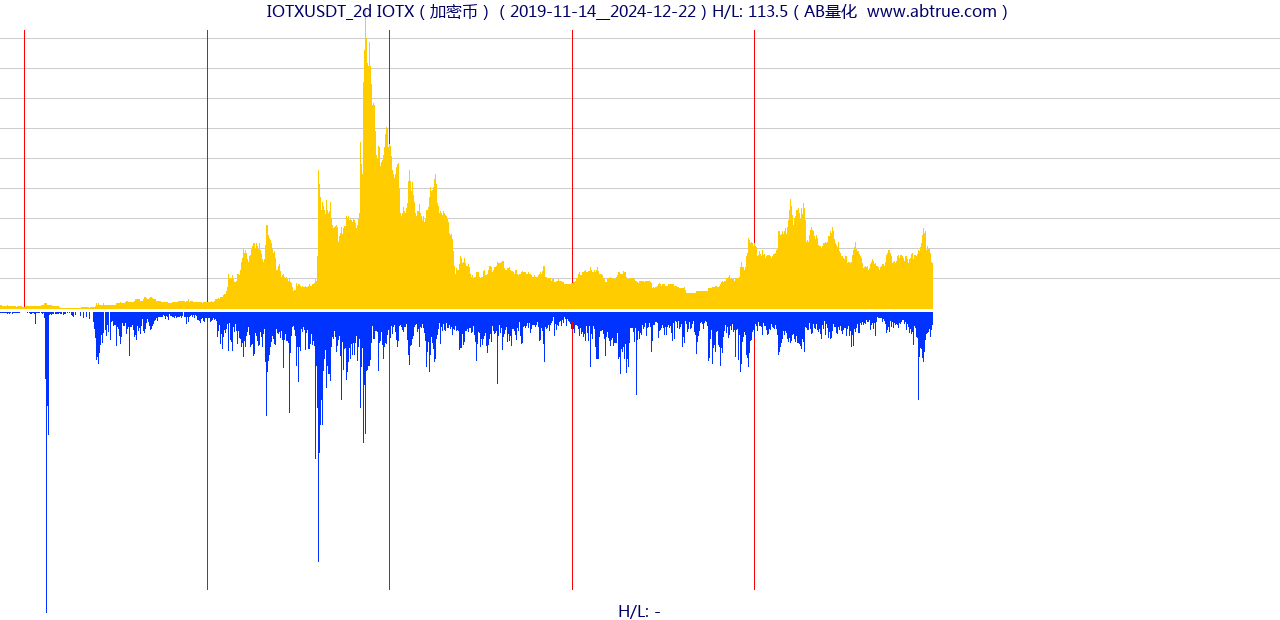 IOTXUSDT_2d IOTX（加密币）（2019-11-14__2024-12-22）H/L: 113.5（AB量化  www.abtrue.com）
H/L: -